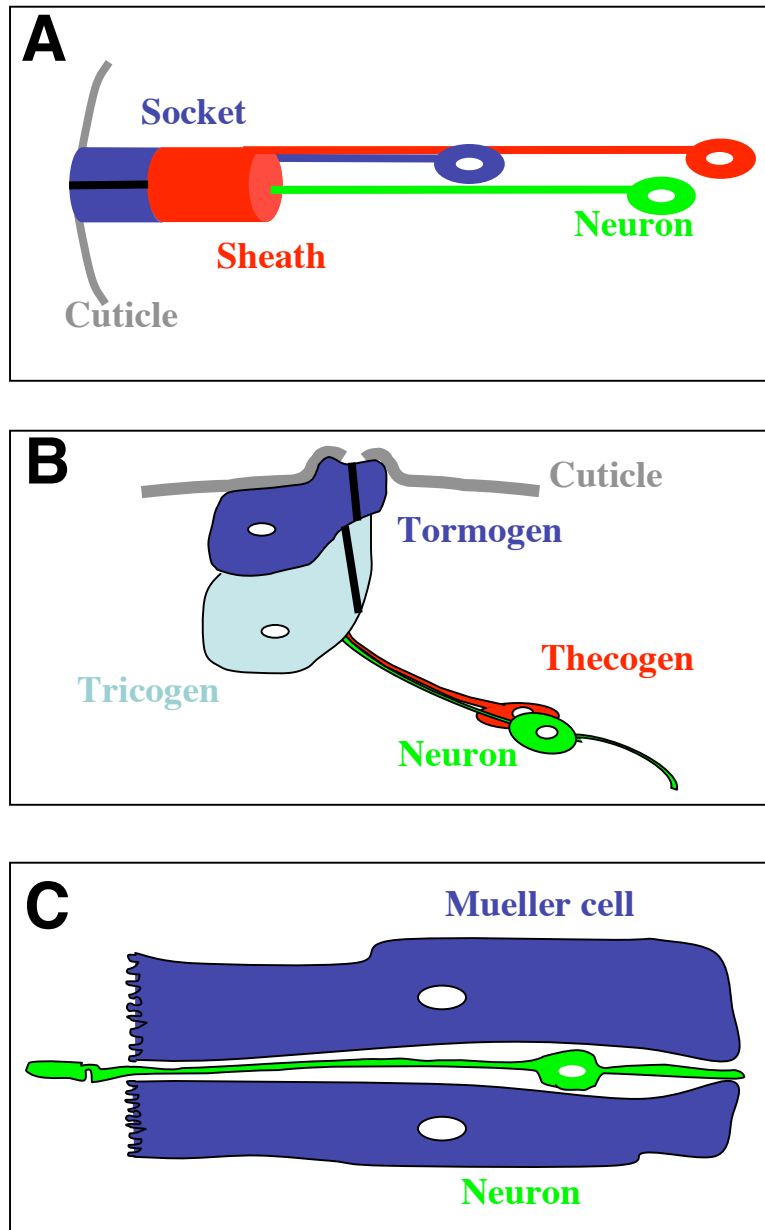 A
Socket
Neuron
Sheath
Cuticle
B
Cuticle
Tormogen
Thecogen
Tricogen
Neuron
C
Mueller cell
Neuron